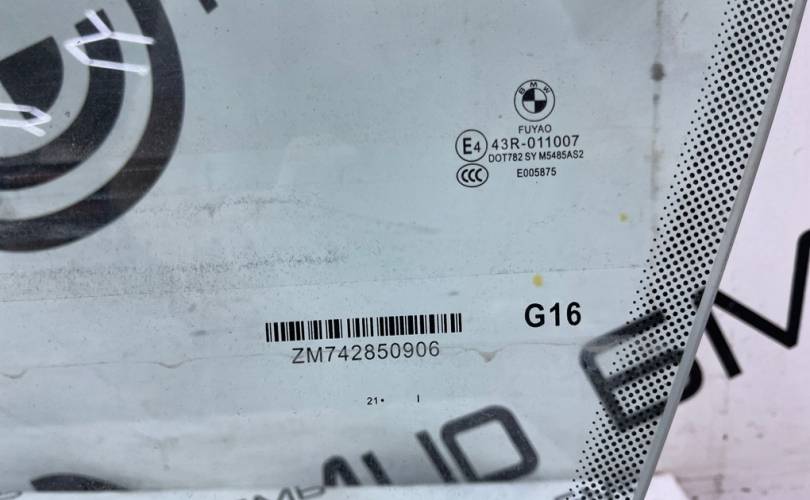 BMW
FUYAO
E4 43R-011007
DOT782 SY M5485AS2
CCC E005875
G16
ZM742850906
21•